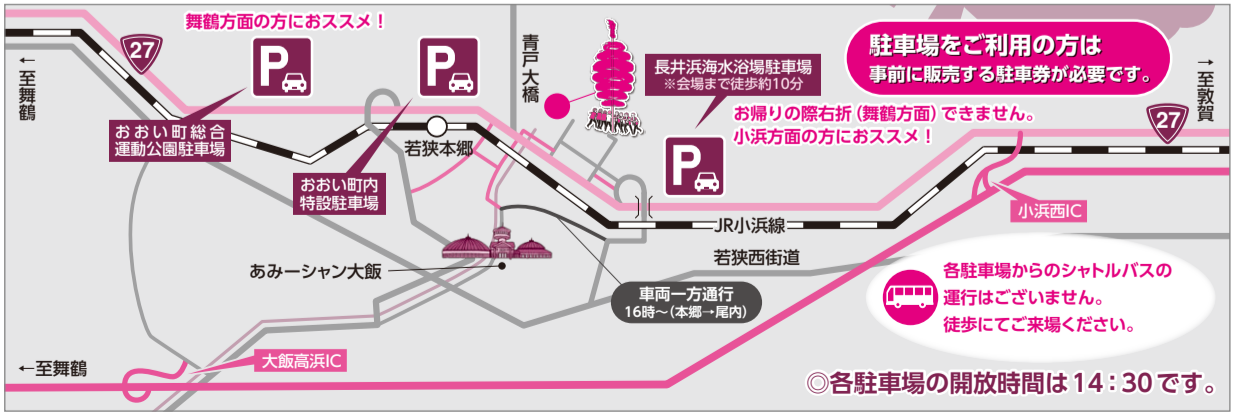 舞鶴方面の方におススメ！
27
←至舞鶴
P
おおい町総合
運動公園駐車場
P
おおい町内
特設駐車場
若狭本郷
青戸大橋
長井浜海水浴場駐車場
※会場まで徒歩約10分
駐車場をご利用の方は
事前に販売する駐車券が必要です。
→至敦賀
お帰りの際右折（舞鶴方面）できません。
小浜方面の方におススメ！
27
P
小浜西IC
JR小浜線
若狭西街道
あみーシャン大飯
車両一方通行
16時～（本郷→尾内）
各駐車場からのシャトルバスの
運行はございません。
徒歩にてご来場ください。
大飯高浜IC
←至舞鶴
◎各駐車場の開放時間は14：30です。